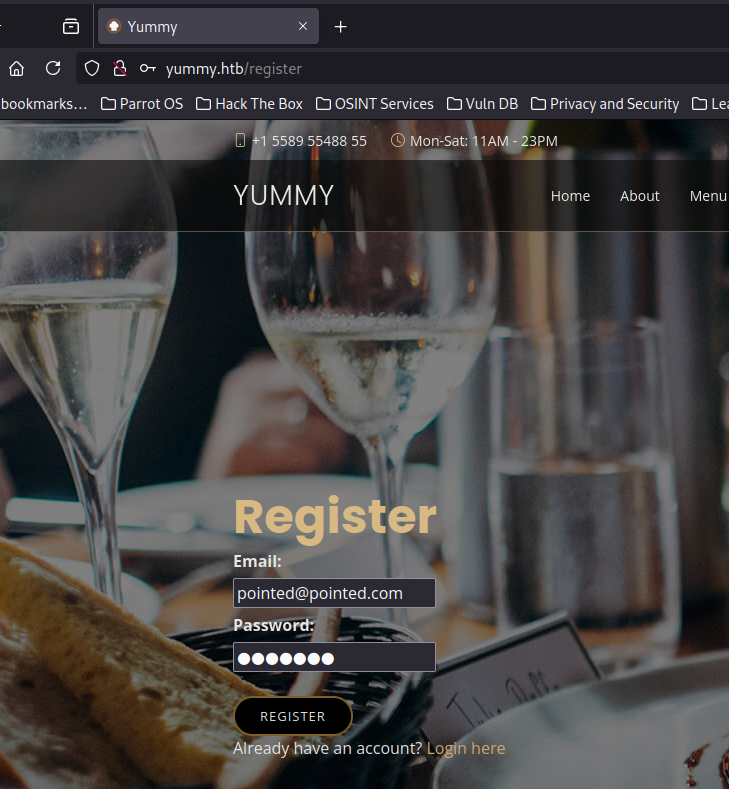 Yummy
yummy.htb/register
bookmarks… Parrot OS Hack The Box OSINT Services Vuln DB Privacy and Security Lea
+1 5589 55488 55 Mon-Sat: 11AM - 23PM
YUMMY Home About Menu
Register
Email:
pointed@pointed.com
Password:
●●●●●●●
REGISTER
Already have an account? Login here